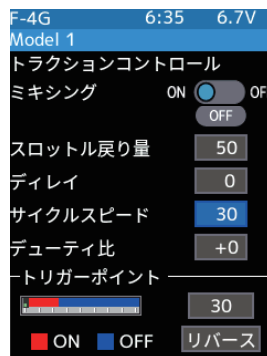 F-4G 6:35 6.7V
Model 1
トラクションコントロール
ミキシング ON OF
OFF
スロットル戻り量 50
ディレイ 0
サイクルスピード 30
デューティ比 +0
トリガーポイント
30
ON OFF リバース